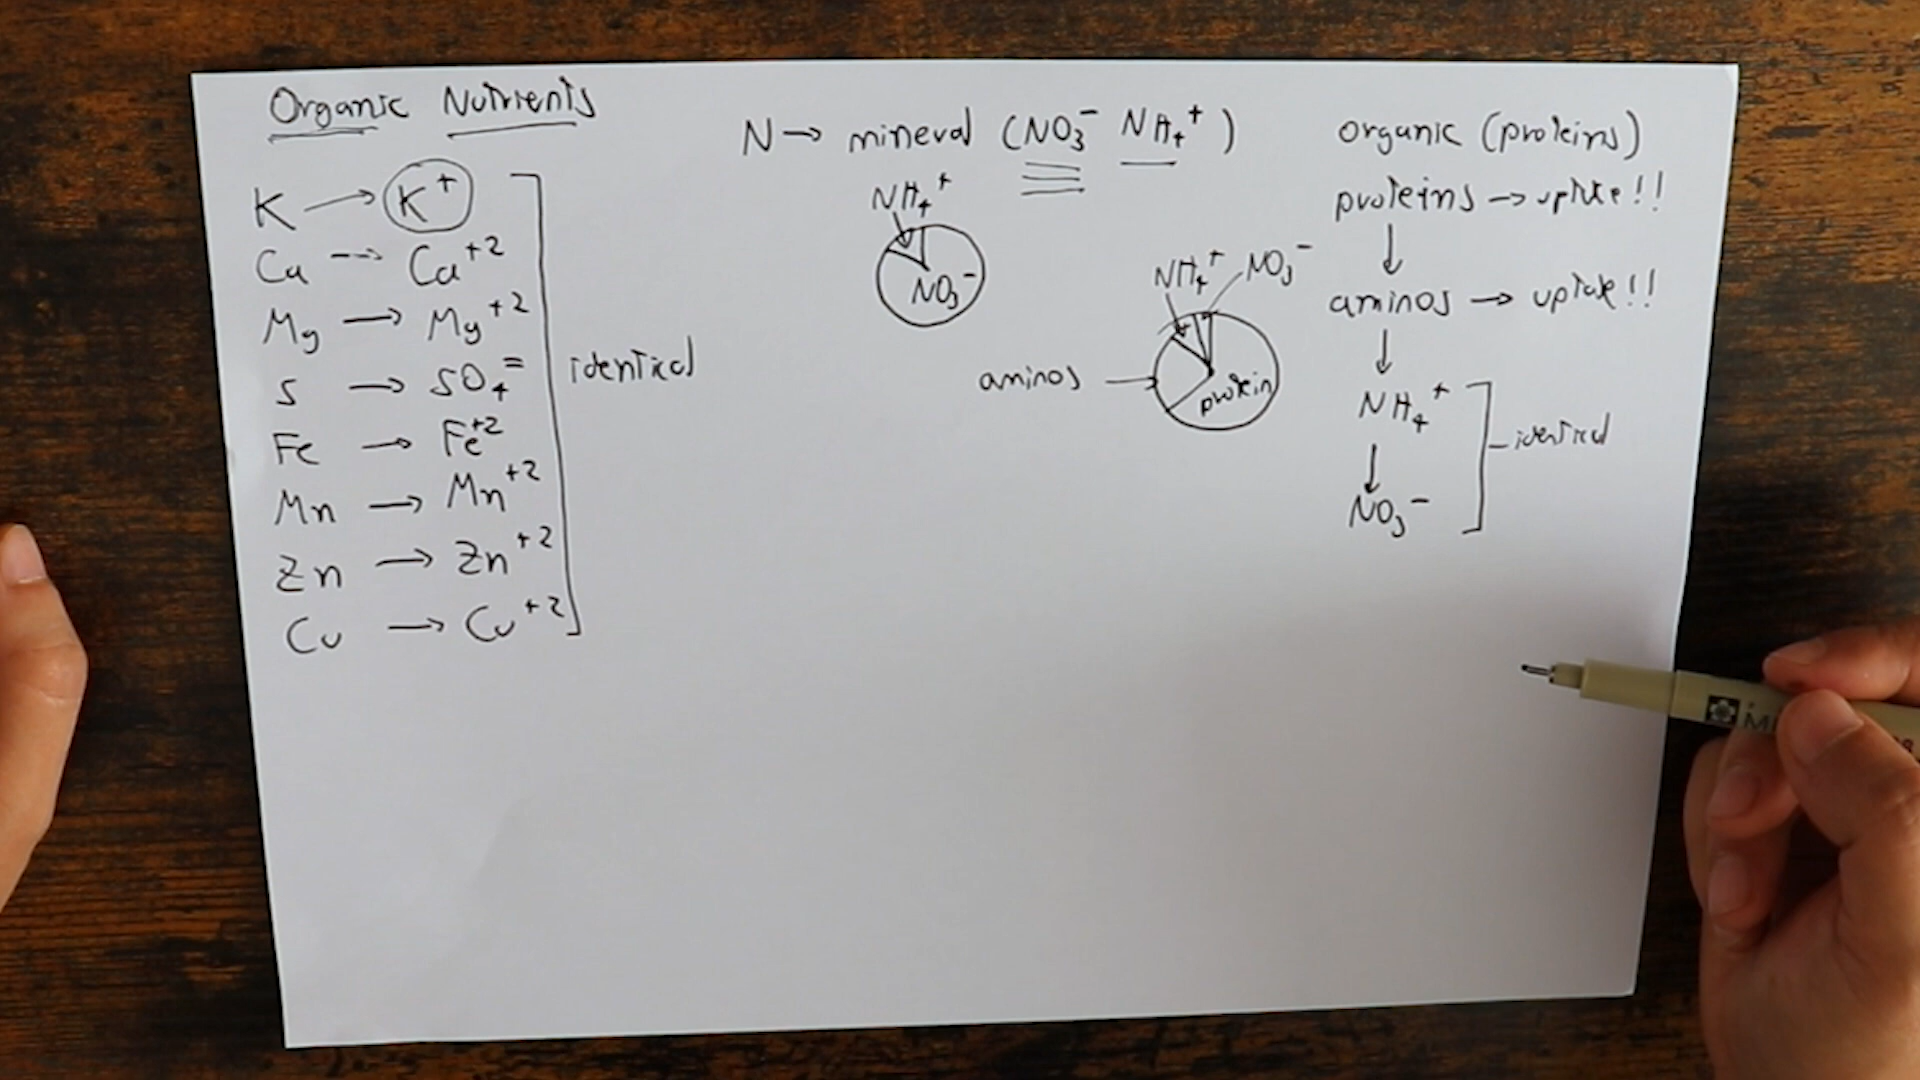 Organic Nutrients
K → K+
Ca --> Ca+2
Mg → Mg+2
S → SO4=
Fe → Fe+2
Mn → Mn+2
Zn → Zn+2
Cu → Cu+2
identical
N → mineral (NO3- NH4+)
NH4+
NO3-
NH4+ NO3-
aminos →
protein
organic (proteins)
proteins → uptake!!
↓
aminos → uptake!!
↓
NH4+
↓
NO3-
identical